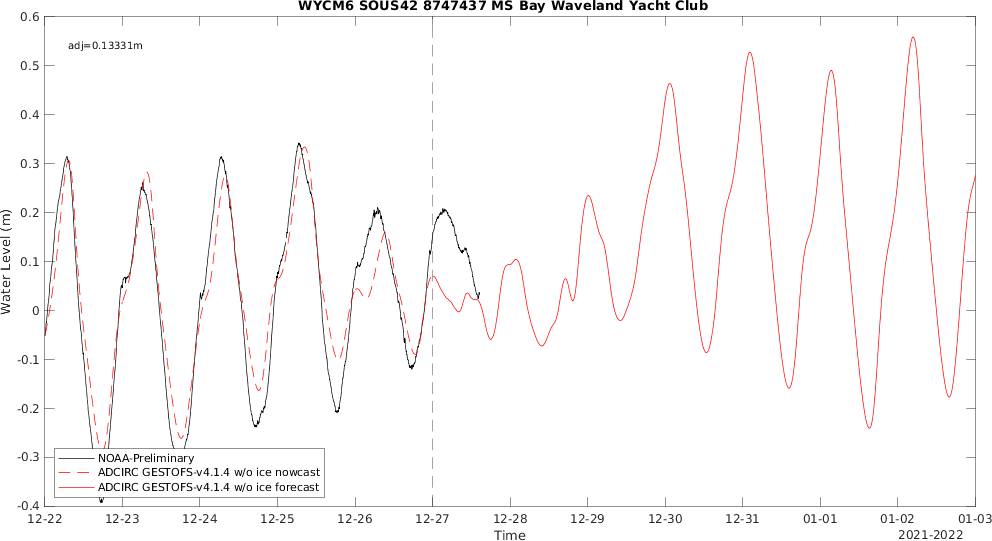 WYCM6 SOUS42 8747437 MS Bay Waveland Yacht Club
adj=0.13331m
0.6
0.5
0.4
0.3
0.2
0.1
0
-0.1
-0.2
-0.3
-0.4
Water Level (m)
NOAA-Preliminary
ADCIRC GESTOFS-v4.1.4 w/o ice nowcast
ADCIRC GESTOFS-v4.1.4 w/o ice forecast
12-22 12-23 12-24 12-25 12-26 12-27 12-28 12-29 12-30 12-31 01-01 01-02 01-03
Time
2021-2022